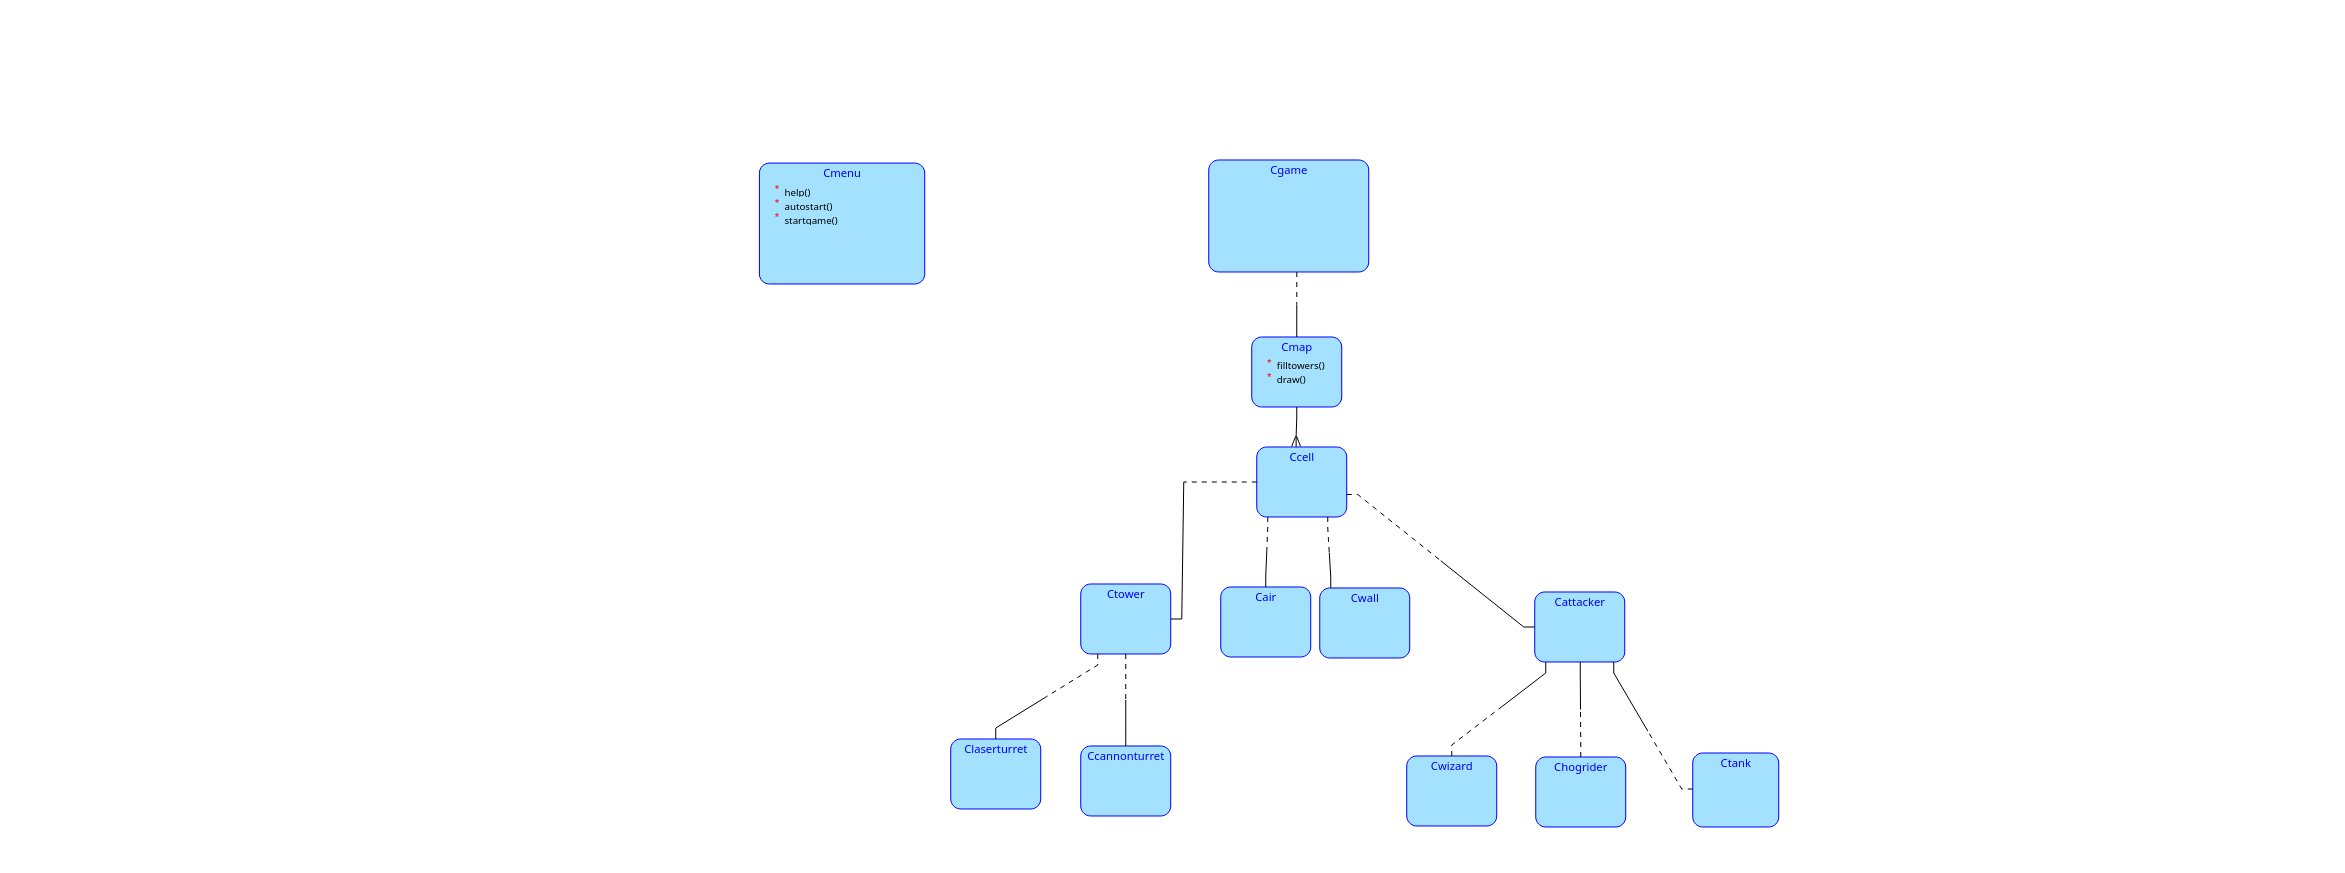 Cmenu
* help()
* autostart()
* startgame()
Cgame
Cmap
* filltowers()
* draw()
Ccell
Ctower
Cair
Cwall
Cattacker
Claserturret
Ccannonturret
Cwizard
Chogrider
Ctank